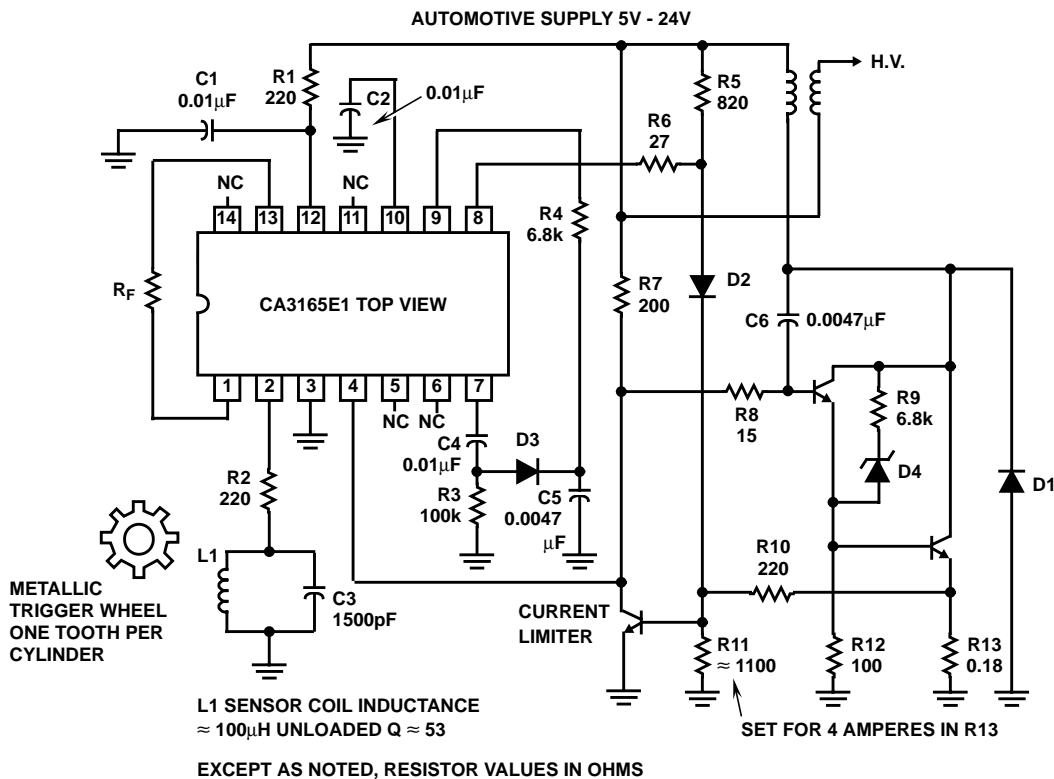 AUTOMOTIVE SUPPLY 5V - 24V
H.V.
C1
0.01μF
R1
220
C2
0.01μF
R5
820
R6
27
NC
14
13
12
NC
11
10
9
8
R4
6.8k
RF
CA3165E1 TOP VIEW
R7
200
D2
C6
0.0047μF
1
2
3
4
5
6
7
NC
NC
R8
15
R9
6.8k
D4
D1
C4
0.01μF
D3
R2
220
R3
100k
C5
0.0047
μF
L1
C3
1500pF
R10
220
METALLIC
TRIGGER WHEEL
ONE TOOTH PER
CYLINDER
CURRENT
LIMITER
R11
≈ 1100
R12
100
R13
0.18
L1 SENSOR COIL INDUCTANCE
≈ 100μH UNLOADED Q ≈ 53
SET FOR 4 AMPERES IN R13
EXCEPT AS NOTED, RESISTOR VALUES IN OHMS